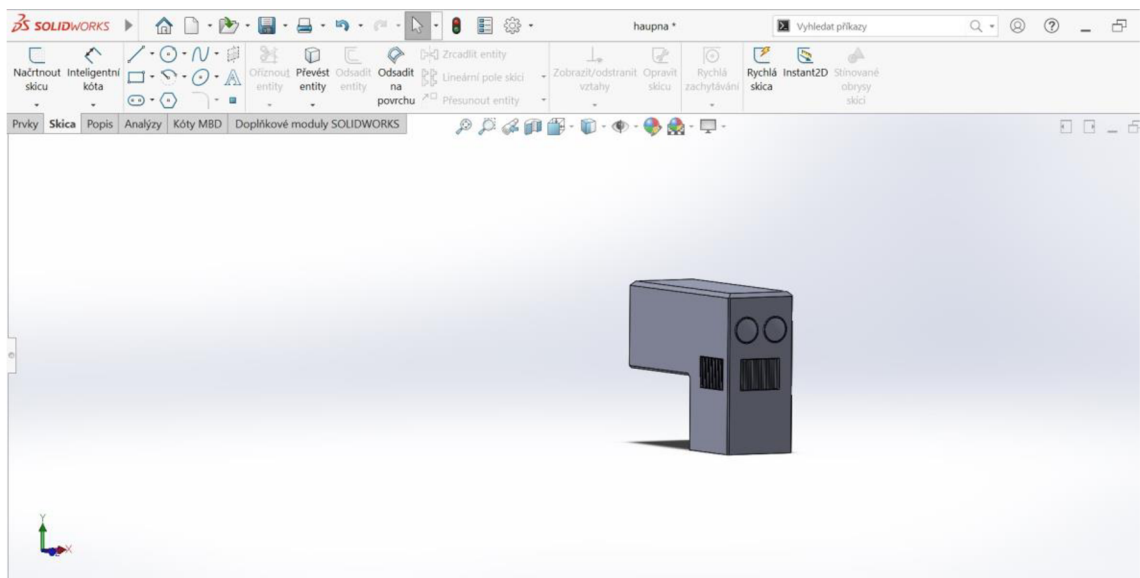 SOLIDWORKS
haupna *
Vyhledat příkazy
Načrtnout skicu
Inteligentní kóta
Oříznout entity
Převést entity
Odsadit entity
Odsadit na povrchu
Zrcadlit entity
Lineární pole skici
Přesunout entity
Zobrazit/odstranit vztahy
Opravit skicu
Rychlá zachytávání
Rychlá skica
Instant2D
Stínované obrysy skici
Prvky Skica Popis Analýzy Kóty MBD Doplňkové moduly SOLIDWORKS
Y
X